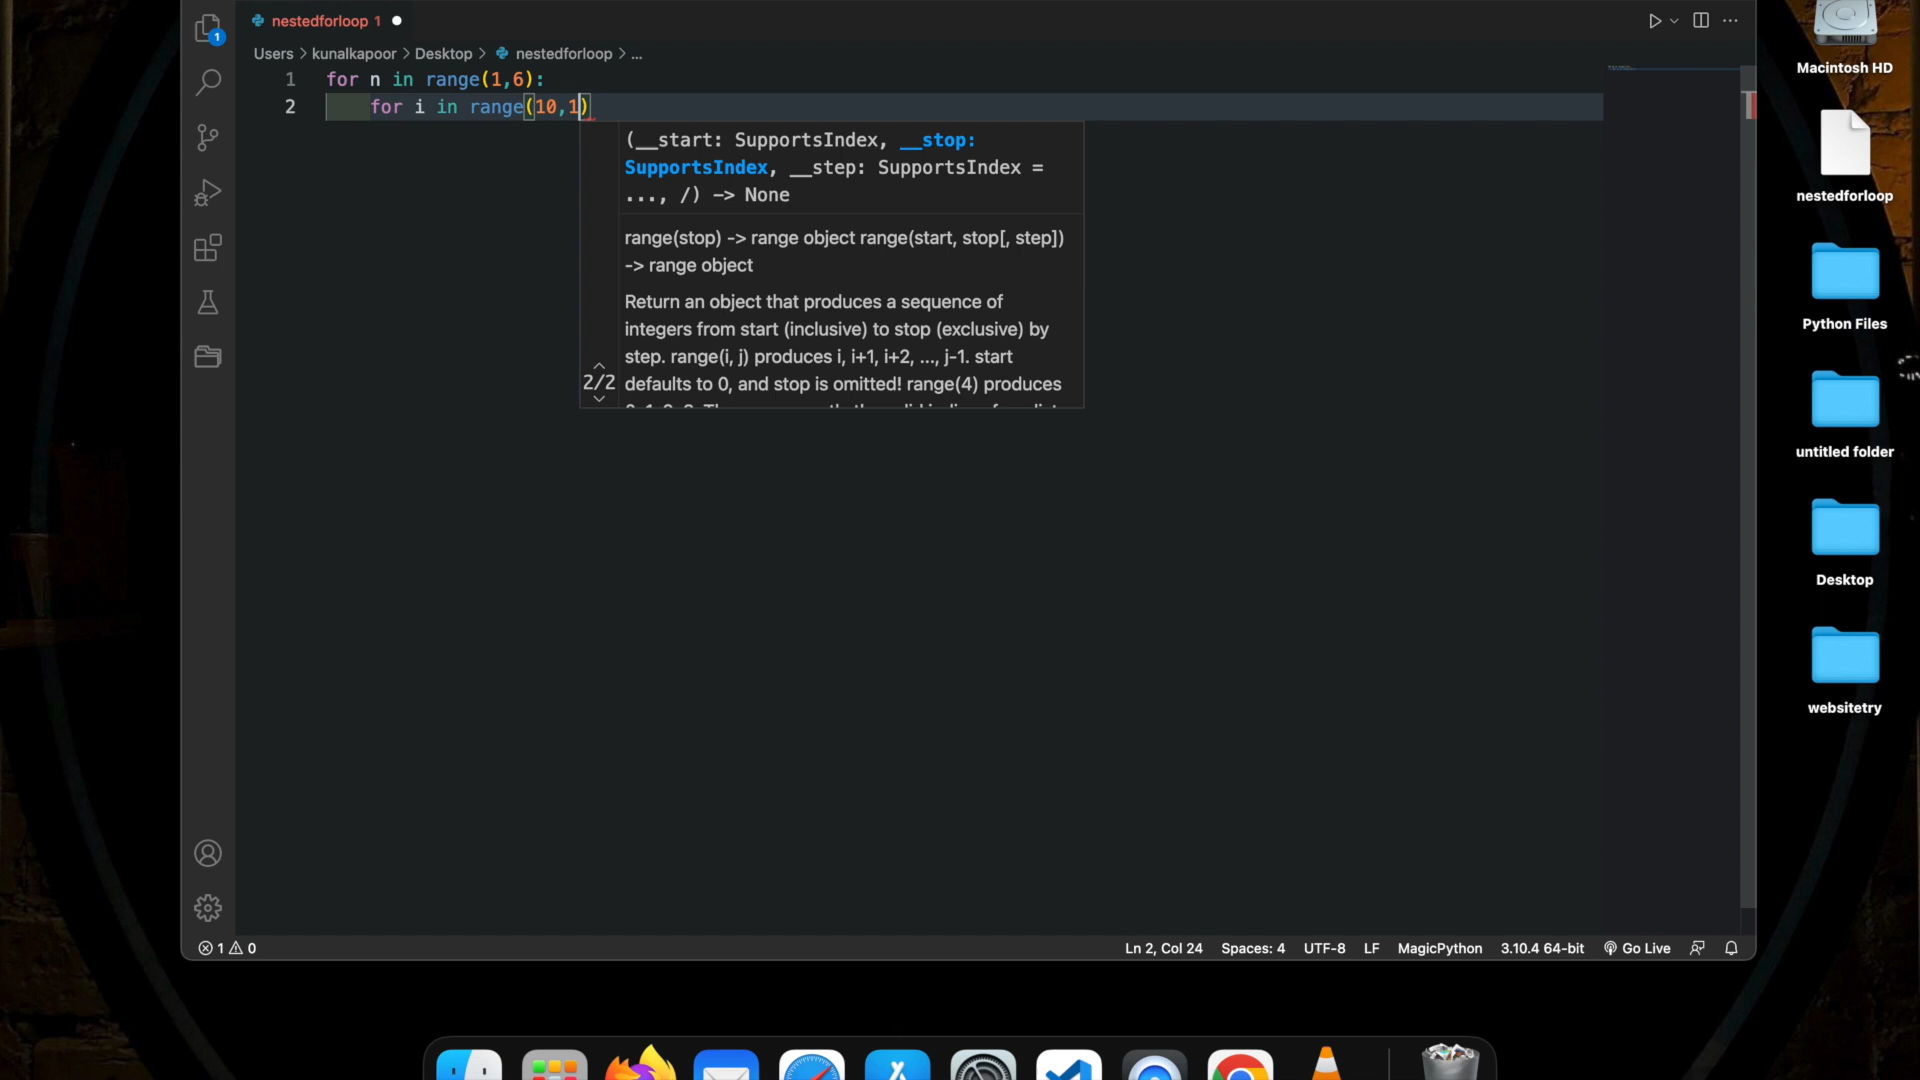 1
nestedforloop 1
Users > kunalkapoor > Desktop > nestedforloop > ...
1 for n in range(1,6):
2 for i in range(10,1)
(__start: SupportsIndex, __stop:
SupportsIndex, __step: SupportsIndex =
..., /) -> None
range(stop) -> range object range(start, stop[, step])
-> range object
Return an object that produces a sequence of
integers from start (inclusive) to stop (exclusive) by
step. range(i, j) produces i, i+1, i+2, ..., j-1. start
2/2 defaults to 0, and stop is omitted! range(4) produces
Macintosh HD
nestedforloop
Python Files
untitled folder
Desktop
websitetry
1 0
Ln 2, Col 24 Spaces: 4 UTF-8 LF MagicPython 3.10.4 64-bit Go Live